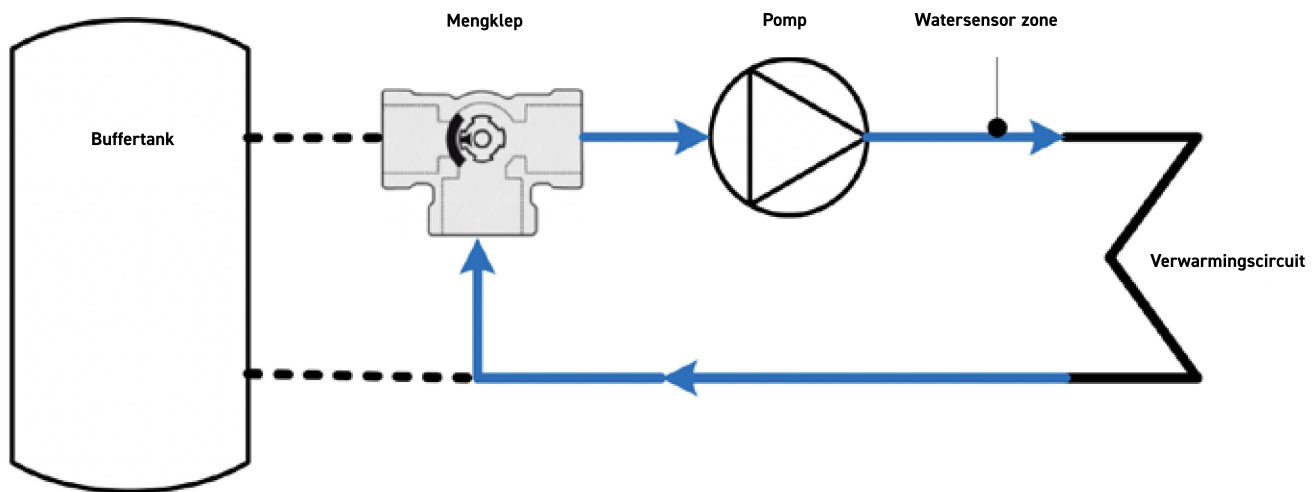 Mengklep
Pomp
Watersensor zone
Buffertank
Verwarmingscircuit